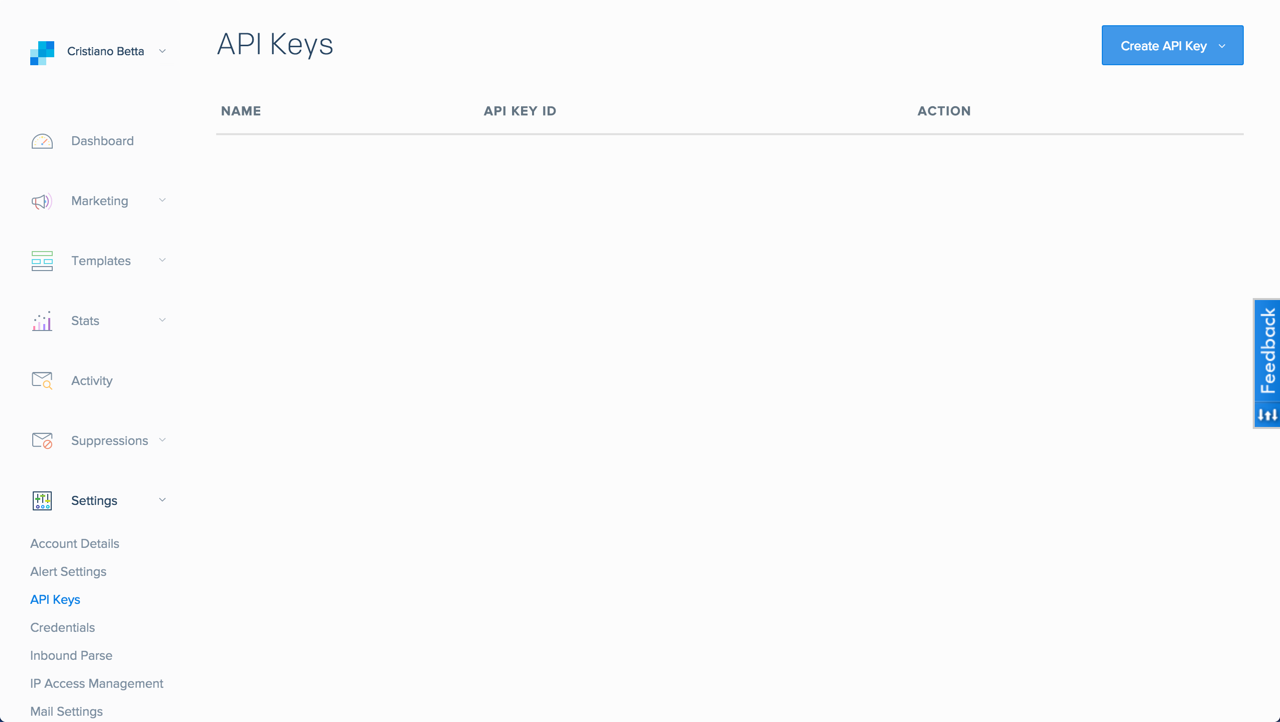 Cristiano Betta
API Keys
Create API Key
NAME
API KEY ID
ACTION
Dashboard
Marketing
Templates
Stats
Activity
Suppressions
Settings
Account Details
Alert Settings
API Keys
Credentials
Inbound Parse
IP Access Management
Mail Settings
Feedback